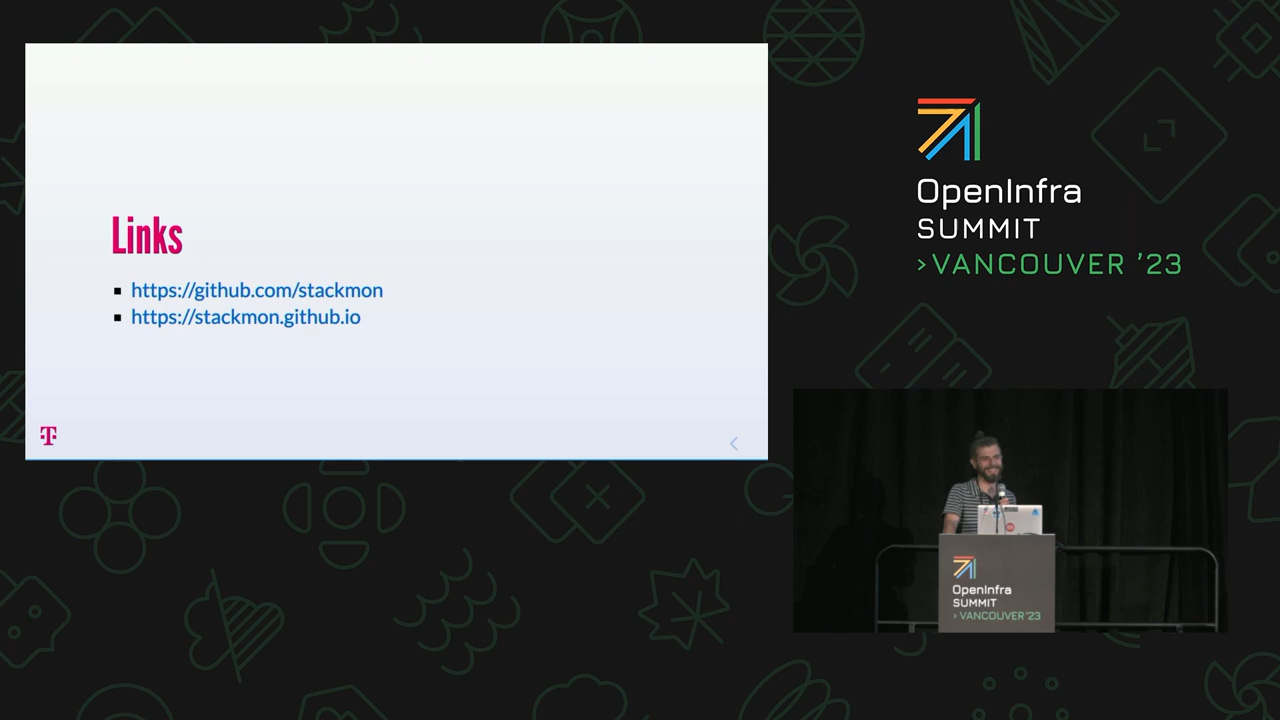 Links
https://github.com/stackmon
https://stackmon.github.io
T
OpenInfra
SUMMIT
>VANCOUVER '23
OpenInfra
SUMMIT
>VANCOUVER '23